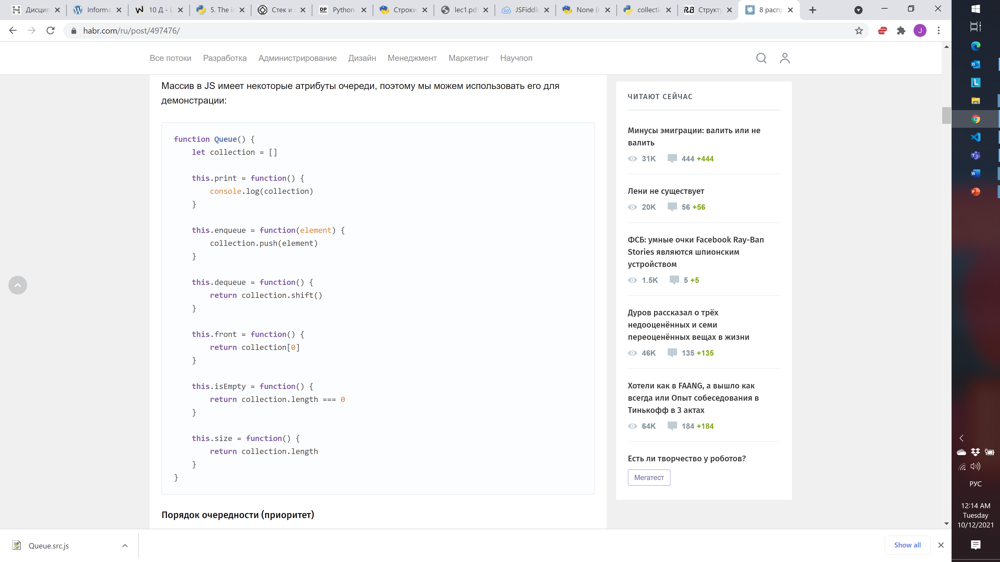 Дисцип
Informa
10 Д - L
5. The i
Стек и
Python.
Строки
lec1.pdf
JSFiddle
None (
collecti
Структу
8 расп
habr.com/ru/post/497476/
J
Все потоки Разработка Администрирование Дизайн Менеджмент Маркетинг Научпоп
Массив в JS имеет некоторые атрибуты очереди, поэтому мы можем использовать его для
демонстрации:
function Queue() {
    let collection = []
    this.print = function() {
        console.log(collection)
    }
    this.enqueue = function(element) {
        collection.push(element)
    }
    this.dequeue = function() {
        return collection.shift()
    }
    this.front = function() {
        return collection[0]
    }
    this.isEmpty = function() {
        return collection.length === 0
    }
    this.size = function() {
        return collection.length
    }
}
Порядок очередности (приоритет)
ЧИТАЮТ СЕЙЧАС
Минусы эмиграции: валить или не
валить
31K 444 +444
Лени не существует
20K 56 +56
ФСБ: умные очки Facebook Ray-Ban
Stories являются шпионским
устройством
1.5K 5 +5
Дуров рассказал о трёх
недооценённых и семи
переоценённых вещах в жизни
46K 135 +135
Хотели как в FAANG, а вышло как
всегда или Опыт собеседования в
Тинькофф в 3 актах
64K 184 +184
Есть ли творчество у роботов?
Мегатест
Queue.src.js
Show all
РУС
12:14 AM
Tuesday
10/12/2021